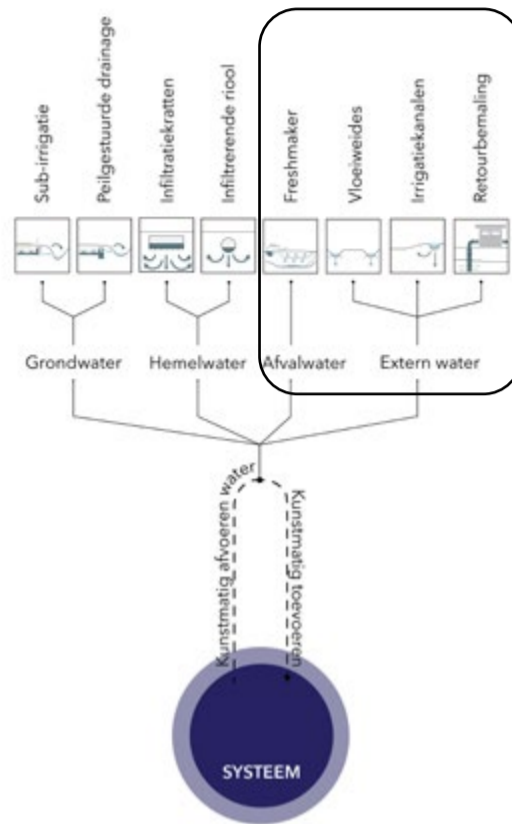 Sub-irrigatie
Peilgestuurde drainage
Infiltratiekratten
Infiltrerende riool
Freshmaker
Vloeiweides
Irrigatiekanalen
Retourbemaling
Grondwater
Hemelwater
Afvalwater
Extern water
Kunstmatig afvoeren water
Kunstmatig toevoeren
SYSTEEM